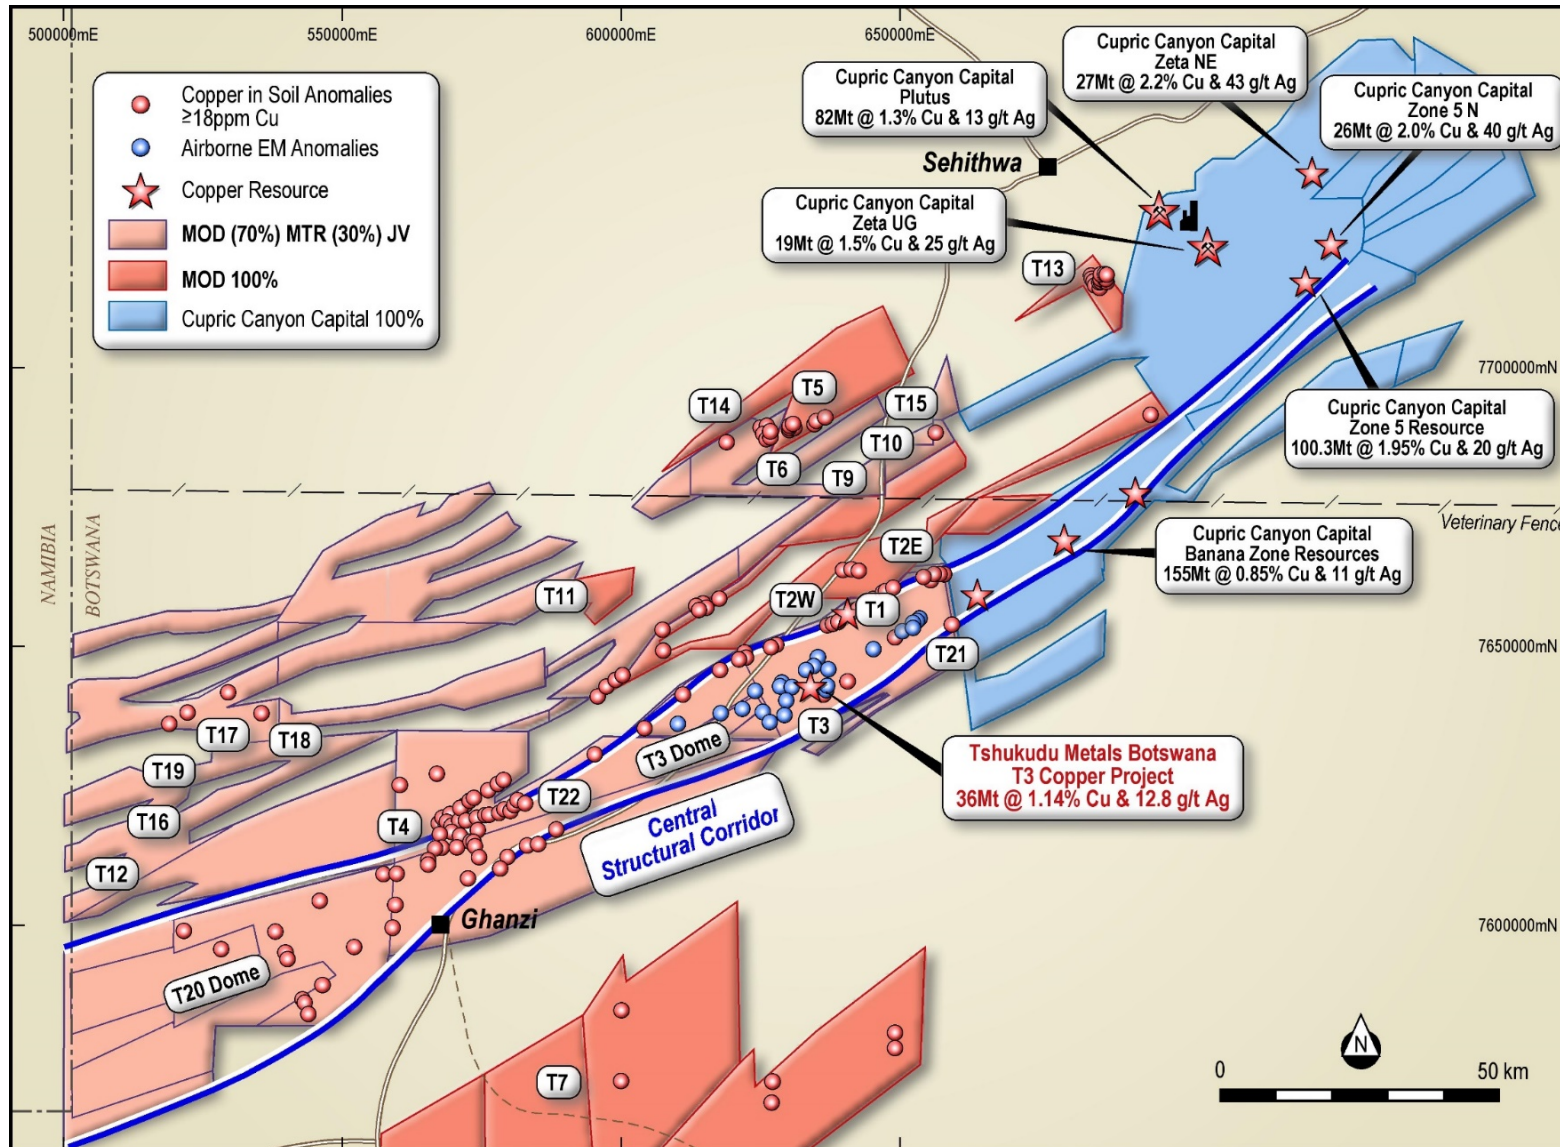 500000mE
550000mE
600000mE
650000mE
Copper in Soil Anomalies
≥18ppm Cu
Airborne EM Anomalies
Copper Resource
MOD (70%) MTR (30%) JV
MOD 100%
Cupric Canyon Capital 100%
Cupric Canyon Capital
Zeta NE
27Mt @ 2.2% Cu & 43 g/t Ag
Cupric Canyon Capital
Plutus
82Mt @ 1.3% Cu & 13 g/t Ag
Cupric Canyon Capital
Zone 5 N
26Mt @ 2.0% Cu & 40 g/t Ag
Sehithwa
Cupric Canyon Capital
Zeta UG
19Mt @ 1.5% Cu & 25 g/t Ag
T13
7700000mN
T14
T5
T15
T10
T6
T9
Cupric Canyon Capital
Zone 5 Resource
100.3Mt @ 1.95% Cu & 20 g/t Ag
Veterinary Fence
NAMIBIA
BOTSWANA
Cupric Canyon Capital
Banana Zone Resources
155Mt @ 0.85% Cu & 11 g/t Ag
T2E
T11
T2W
T1
7650000mN
T21
T17
T18
T3
T3 Dome
T19
T16
T12
T4
T22
Tshukudu Metals Botswana
T3 Copper Project
36Mt @ 1.14% Cu & 12.8 g/t Ag
Central
Structural Corridor
Ghanzi
7600000mN
T20 Dome
T7
N
0
50 km